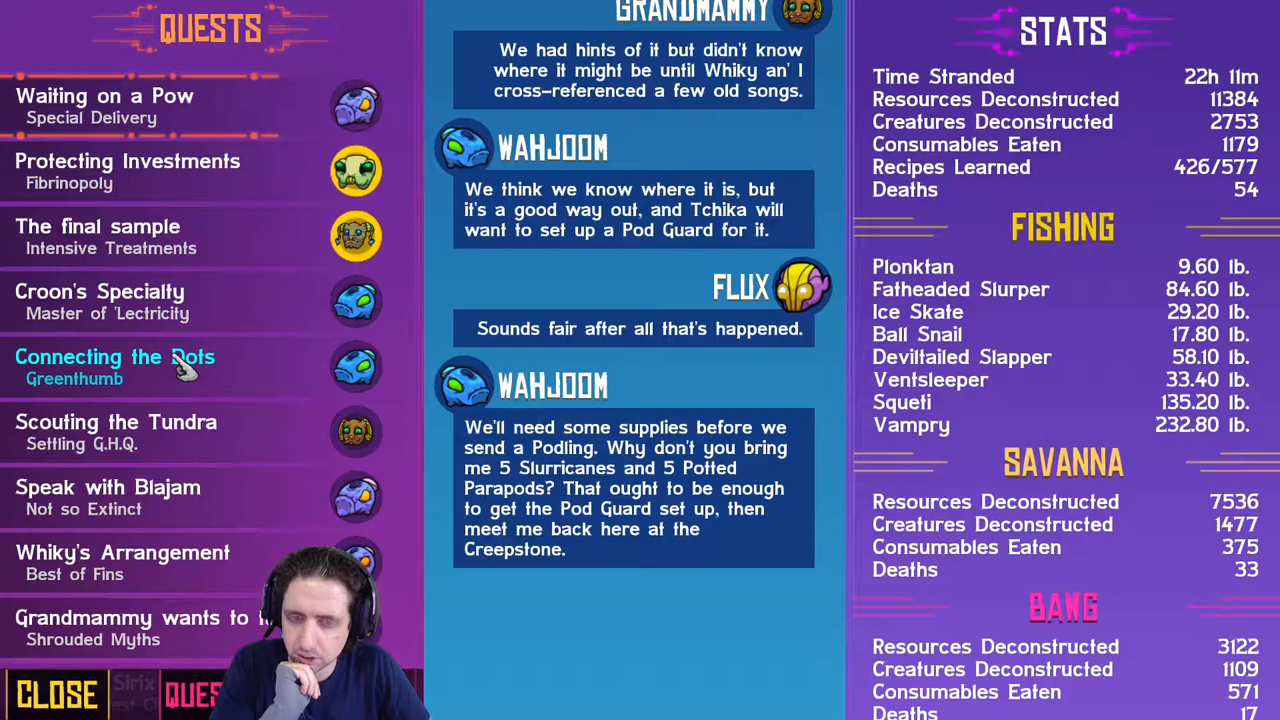 QUESTS
Waiting on a Pow
Special Delivery
Protecting Investments
Fibrinopoly
The final sample
Intensive Treatments
Croon's Specialty
Master of 'Lectricity
Connecting the Dots
Greenthumb
Scouting the Tundra
Settling G.H.Q.
Speak with Blajam
Not so Extinct
Whiky's Arrangement
Best of Fins
Grandmammy wants to
Shrouded Myths
CLOSE
Sirix
QUES
GRANDMAMMY
We had hints of it but didn't know
where it might be until Whiky an' I
cross-referenced a few old songs.
WAHJOOM
We think we know where it is, but
it's a good way out, and Tchika will
want to set up a Pod Guard for it.
FLUX
Sounds fair after all that's happened.
WAHJOOM
We'll need some supplies before we
send a Podling. Why don't you bring
me 5 Slurricanes and 5 Potted
Parapods? That ought to be enough
to get the Pod Guard set up, then
meet me back here at the
Creepstone.
STATS
Time Stranded 22h 11m
Resources Deconstructed 11384
Creatures Deconstructed 2753
Consumables Eaten 1179
Recipes Learned 426/577
Deaths 54
FISHING
Plonkfan 9.60 lb.
Fatheaded Slurper 84.60 lb.
Ice Skate 29.20 lb.
Ball Snail 17.80 lb.
Deviltailed Slapper 58.10 lb.
Ventsleeper 33.40 lb.
Squeti 135.20 lb.
Vampry 232.80 lb.
SAVANNA
Resources Deconstructed 7536
Creatures Deconstructed 1477
Consumables Eaten 375
Deaths 33
BAWG
Resources Deconstructed 3122
Creatures Deconstructed 1109
Consumables Eaten 571
Deaths 17